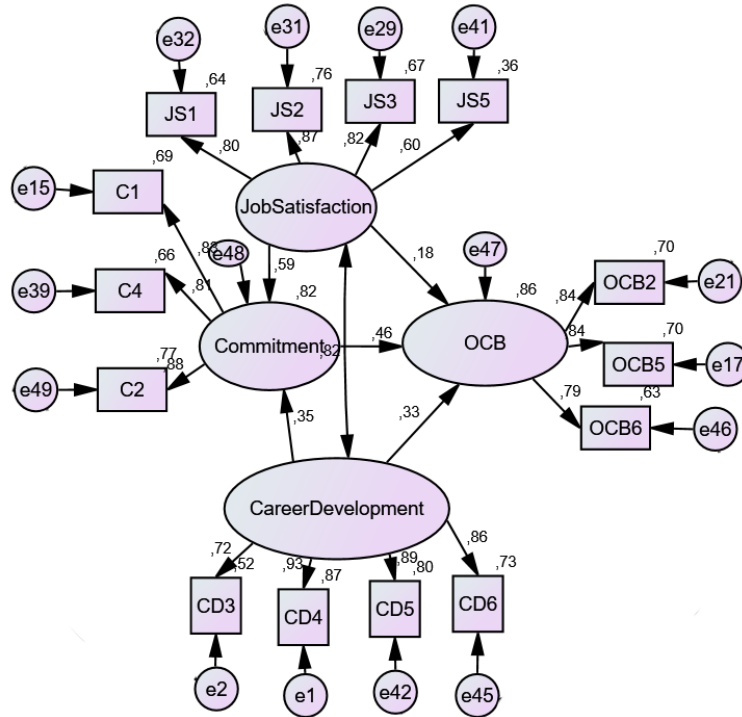 e32
e31
e29
e41
,64
,76
,67
,36
JS1
JS2
JS3
JS5
,80
,87
,82
,60
e15
C1
,69
JobSatisfaction
,83
e48
,59
,18
e47
,70
e39
C4
,66
,81
,82
,86
,84
OCB2
e21
Commitment
,82
,46
OCB
,84
,70
OCB5
e17
e49
C2
,77
,88
,35
,33
,79
,63
OCB6
e46
CareerDevelopment
,72
,52
,93
,87
,89
,80
,86
,73
CD3
CD4
CD5
CD6
e2
e1
e42
e45